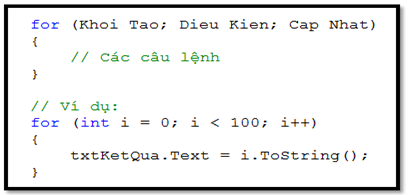 for (Khoi Tao; Dieu Kien; Cap Nhat)
{
// Các câu lệnh
}
// Ví dụ:
for (int i = 0; i < 100; i++)
{
txtKetQua.Text = i.ToString();
}